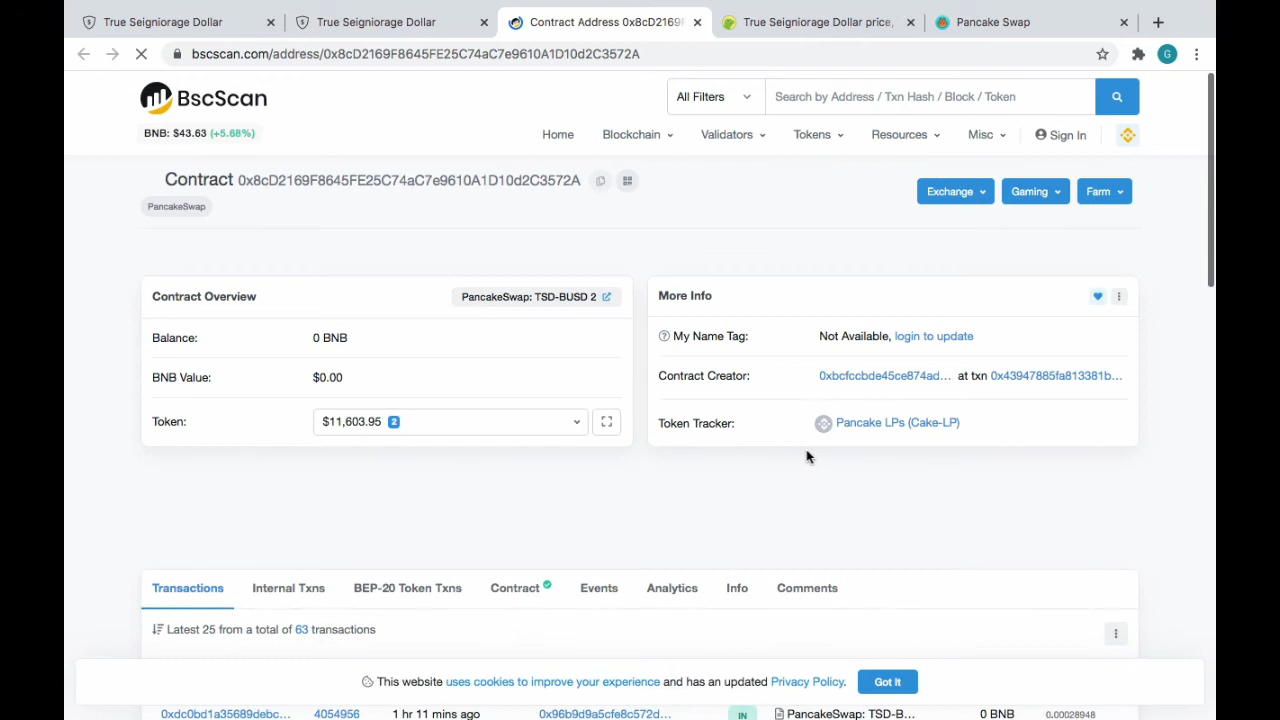 True Seigniorage Dollar
True Seigniorage Dollar
Contract Address 0x8cD2169F
True Seigniorage Dollar price,
Pancake Swap
bscscan.com/address/0x8cD2169F8645FE25C74aC7e9610A1D10d2C3572A
G
BscScan
All Filters
Search by Address / Txn Hash / Block / Token
BNB: $43.63 (+5.68%)
Home
Blockchain
Validators
Tokens
Resources
Misc
Sign In
Contract 0x8cD2169F8645FE25C74aC7e9610A1D10d2C3572A
Exchange
Gaming
Farm
PancakeSwap
Contract Overview
PancakeSwap: TSD-BUSD 2
Balance:
0 BNB
BNB Value:
$0.00
Token:
$11,603.95 2
More Info
My Name Tag:
Not Available, login to update
Contract Creator:
0xbcfccbde45ce874ad... at txn 0x43947885fa813381b...
Token Tracker:
Pancake LPs (Cake-LP)
Transactions
Internal Txns
BEP-20 Token Txns
Contract
Events
Analytics
Info
Comments
Latest 25 from a total of 63 transactions
This website uses cookies to improve your experience and has an updated Privacy Policy.
Got It
0xdc0bd1a35689debc...
4054956
1 hr 11 mins ago
0x96b9d9a5cfe8c572d...
IN
PancakeSwap: TSD-B...
0 BNB
0.00028948